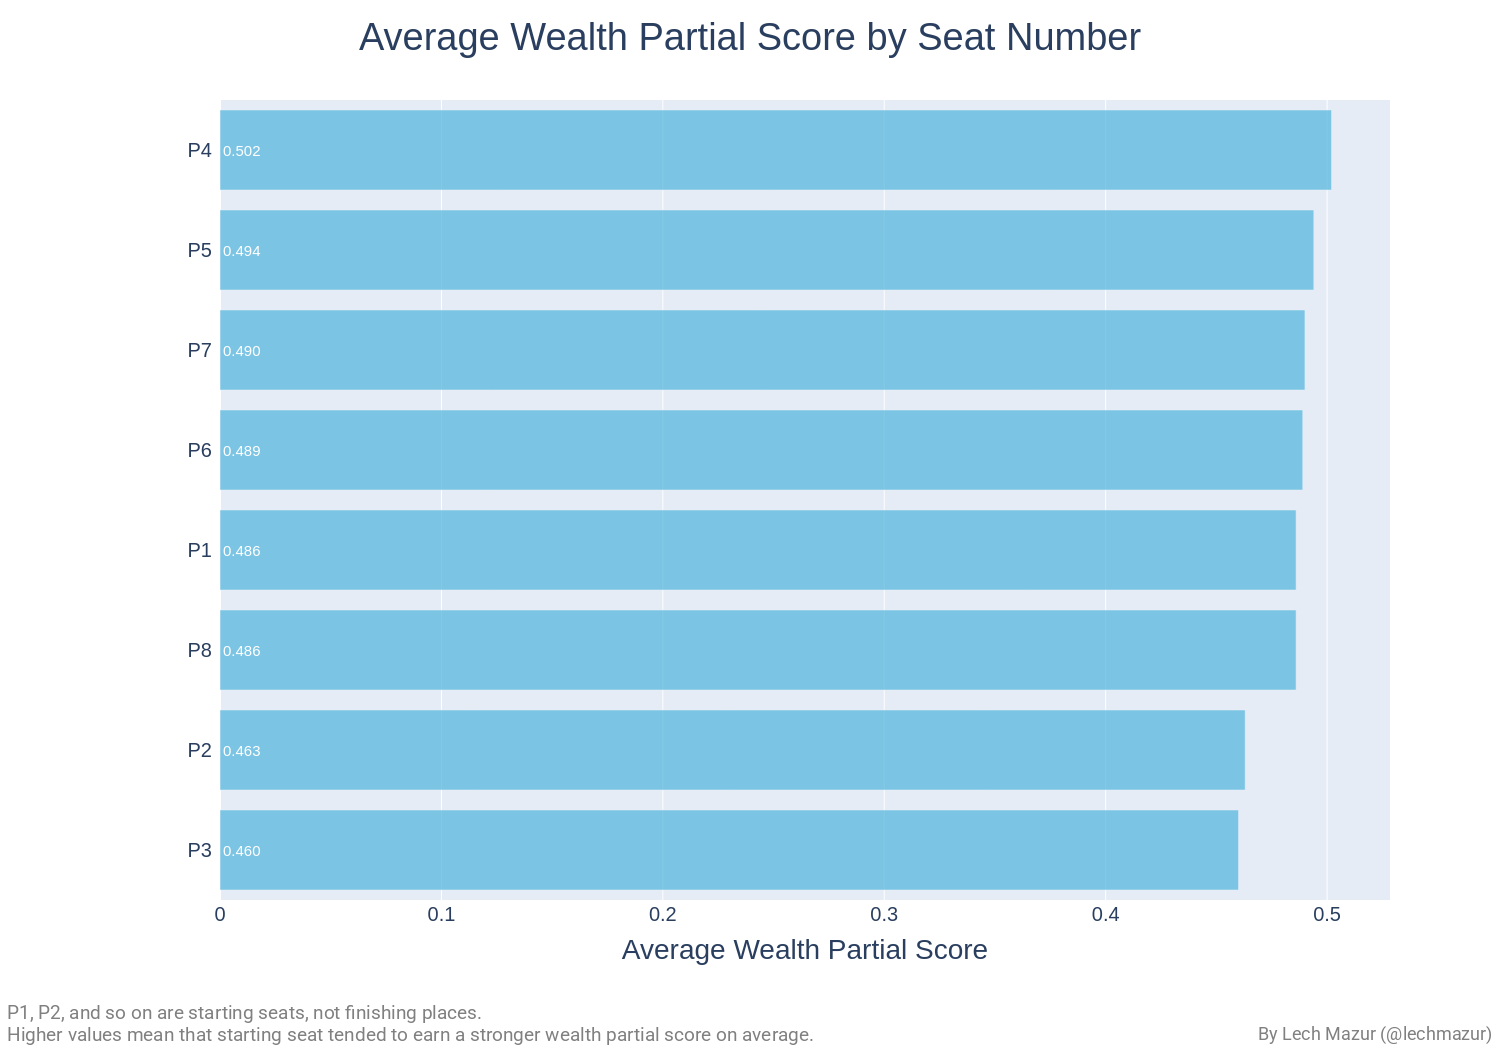 Average Wealth Partial Score by Seat Number
P4 0.502
P5 0.494
P7 0.490
P6 0.489
P1 0.486
P8 0.486
P2 0.463
P3 0.460
0 0.1 0.2 0.3 0.4 0.5
Average Wealth Partial Score
P1, P2, and so on are starting seats, not finishing places.
Higher values mean that starting seat tended to earn a stronger wealth partial score on average.
By Lech Mazur (@lechmazur)